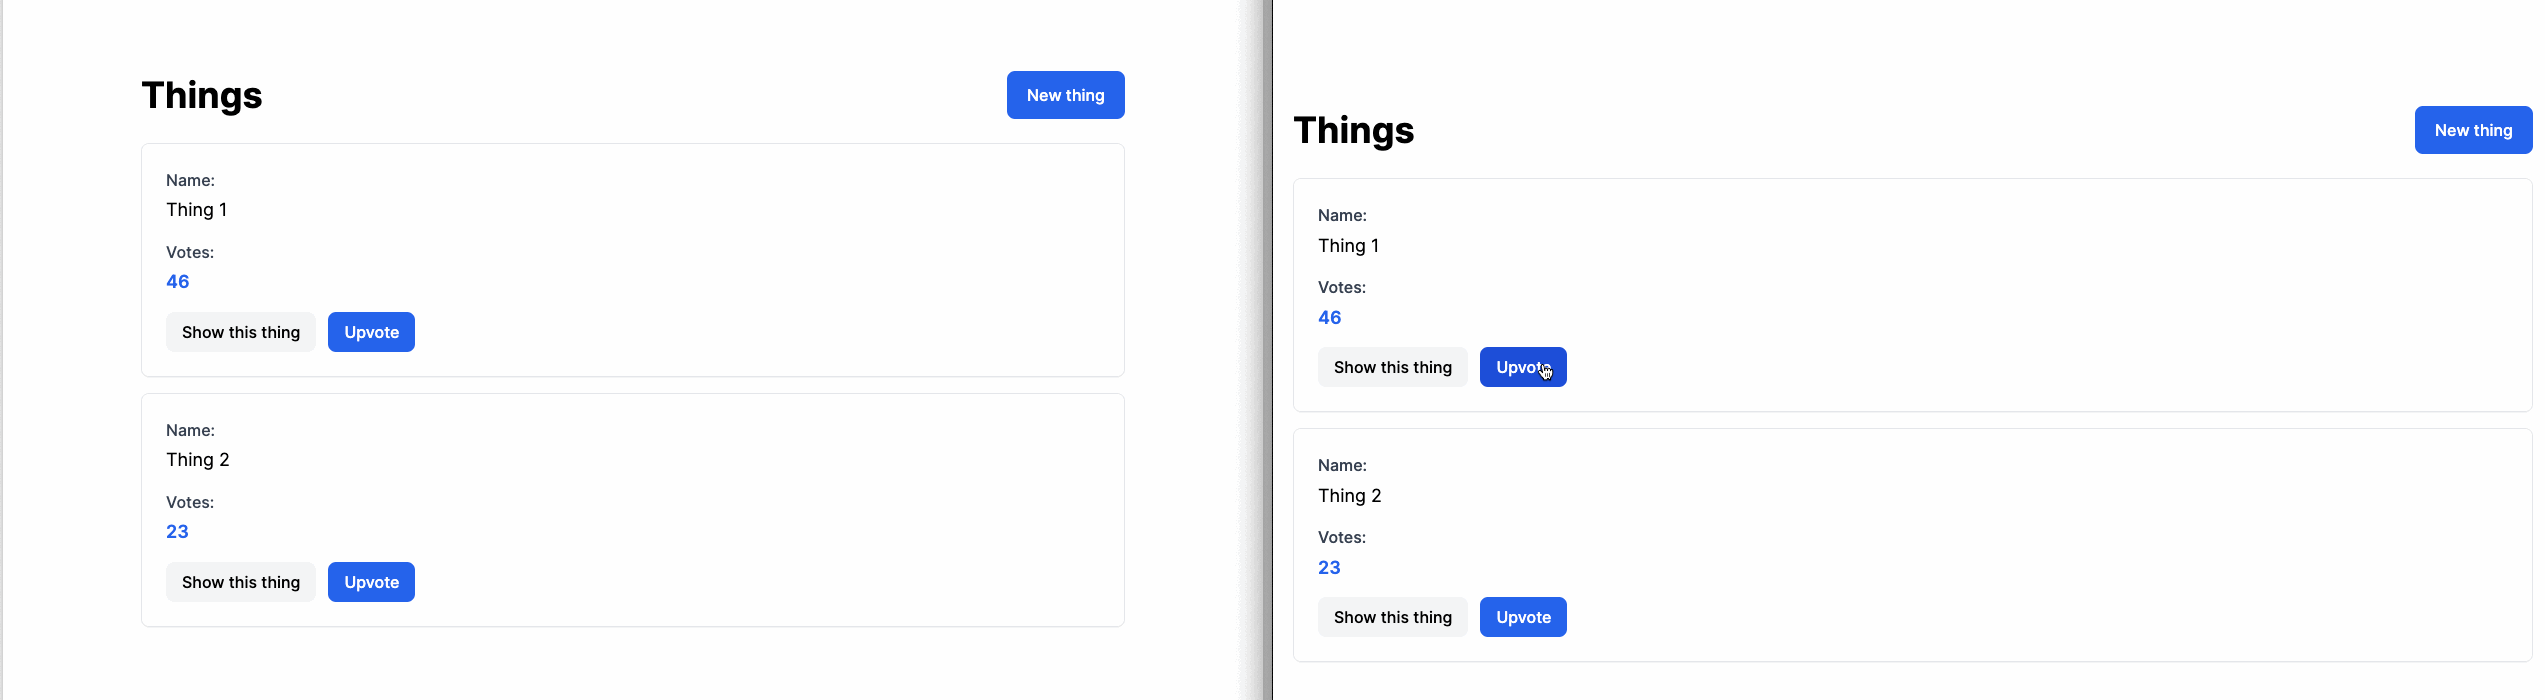 Things
New thing
Name:
Thing 1
Votes:
46
Show this thing
Upvote
Name:
Thing 2
Votes:
23
Show this thing
Upvote
Things
New thing
Name:
Thing 1
Votes:
46
Show this thing
Upvote
Name:
Thing 2
Votes:
23
Show this thing
Upvote